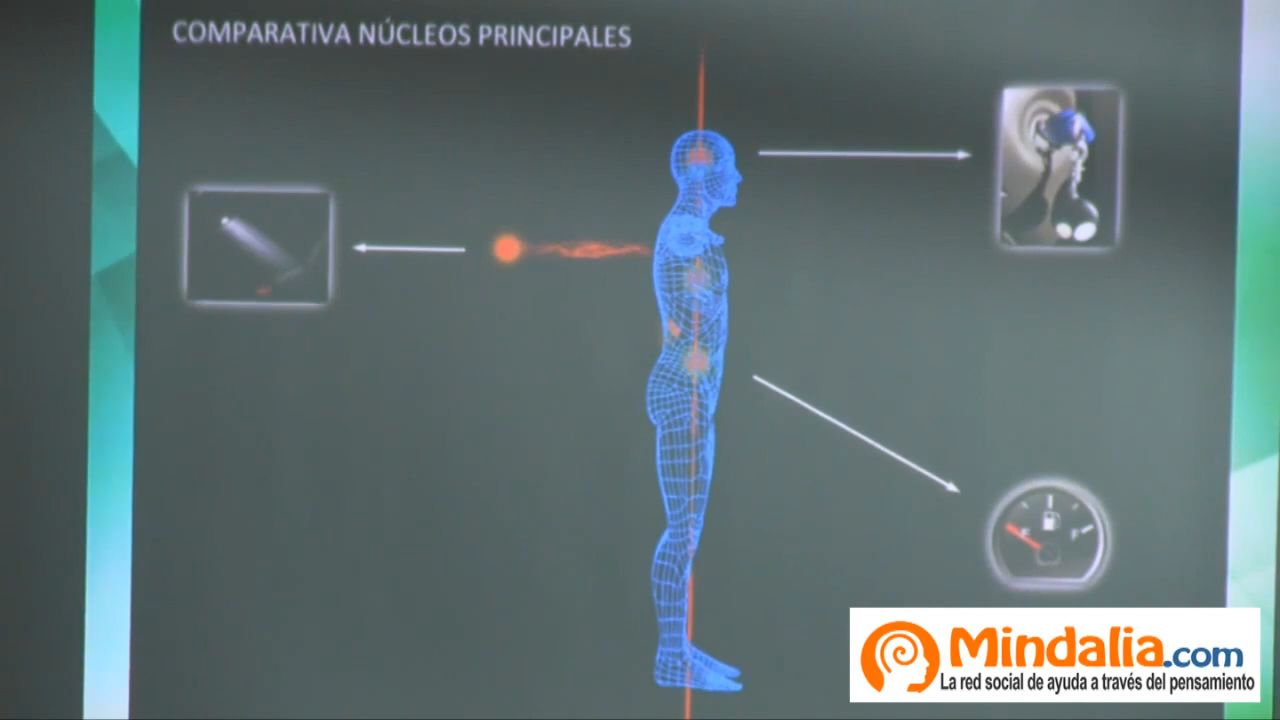 COMPARATIVA NÚCLEOS PRINCIPALES
E F
Mindalia.com
La red social de ayuda a través del pensamiento